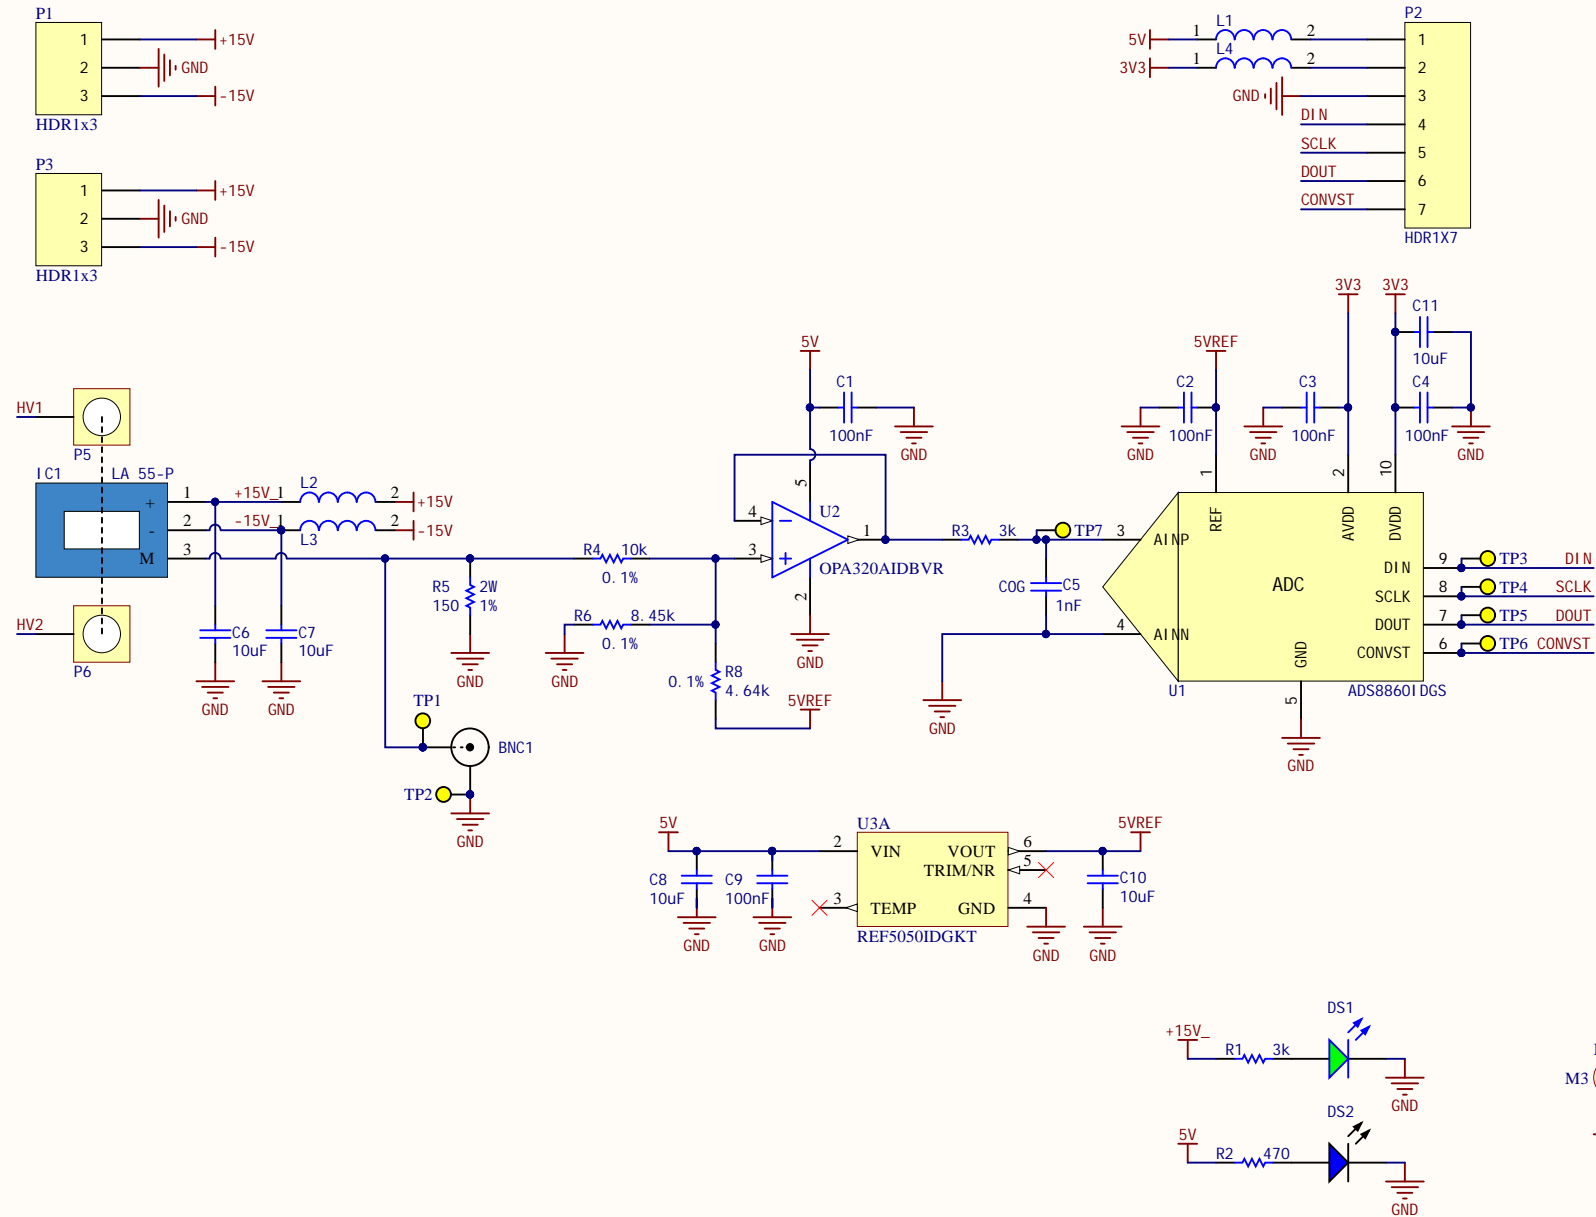 P1
1 +15V
2 GND
3 -15V
HDR1x3
P3
1 +15V
2 GND
3 -15V
HDR1x3
P2
5V 1 L1 2 1
3V3 1 L4 2 2
GND 3
DIN 4
SCLK 5
DOUT 6
CONVST 7
HDR1X7
HV1
P5
IC1 LA 55-P
+ 1 +15V_ 1 L2 2 +15V
- 2 -15V_ 1 L3 2 -15V
M 3
HV2
P6
C6
10uF
GND
C7
10uF
GND
R5 2W
150 1%
GND
TP1
BNC1
TP2
GND
R4 10k
0.1%
R6 8.45k
0.1%
GND
R8
0.1% 4.64k
5VREF
5V
C1
100nF
GND
5
4
3
1
2
U2
OPA320AIDBVR
GND
R3 3k
TP7
COG C5
1nF
GND
5VREF
C2
100nF
GND
3V3
C3
100nF
GND
3V3
C11
10uF
C4
100nF
GND
1 REF
2 AVDD
10 DVDD
3 AINP
4 AINN
ADC
DIN 9 TP3 DIN
SCLK 8 TP4 SCLK
DOUT 7 TP5 DOUT
CONVST 6 TP6 CONVST
GND 5
U1
ADS8860IDGS
GND
5V
C8
10uF
GND
C9
100nF
GND
U3A
2 VIN
VOUT 6
TRIM/NR 5
3 TEMP
GND 4
REF5050IDGKT
GND
5VREF
C10
10uF
GND
+15V_
R1 3k
DS1
GND
5V
R2 470
DS2
GND
M3